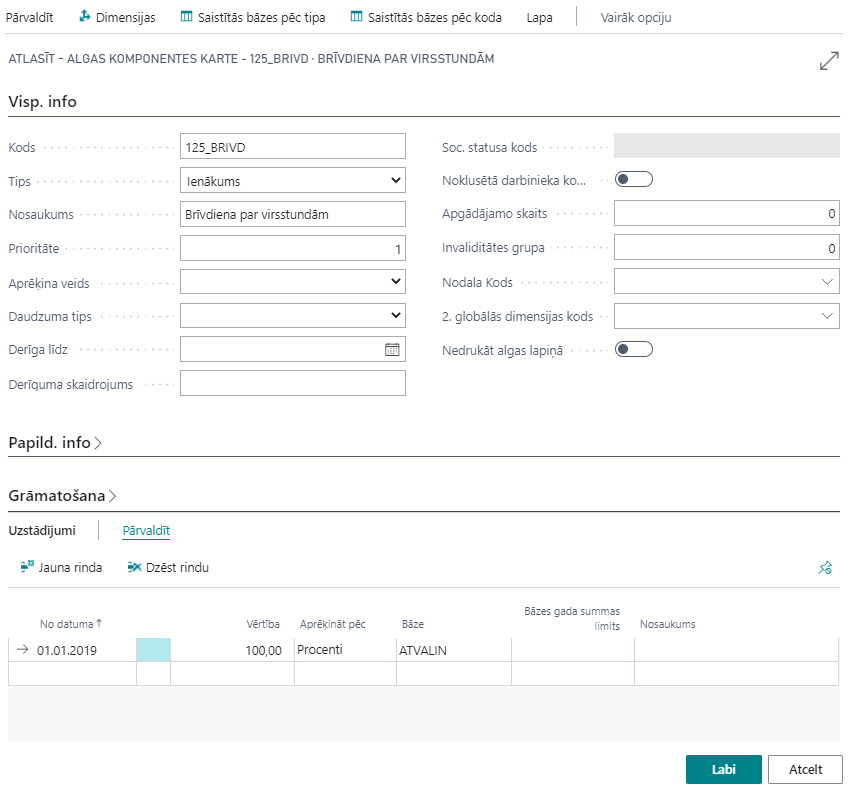 Pārvaldīt Dimensijas Saistītās bāzes pēc tipa Saistītās bāzes pēc koda Lapa Vairāk opciju
ATLASĪT - ALGAS KOMPONENTES KARTE - 125_BRIVD · BRĪVDIENA PAR VIRSSTUNDĀM
Visp. info
Kods 125_BRIVD
Tips Ienākums
Nosaukums Brīvdiena par virsstundām
Prioritāte 1
Aprēķina veids
Daudzuma tips
Derīga līdz
Derīguma skaidrojums
Soc. statusa kods
Noklusētā darbinieka ko...
Apgādājamo skaits 0
Invaliditātes grupa 0
Nodala Kods
2. globālās dimensijas kods
Nedrukāt algas lapiņā
Papild. info
Grāmatošana
Uzstādījumi Pārvaldīt
Jauna rinda Dzēst rindu
No datuma Vērtība Aprēķināt pēc Bāze Bāzes gada summas limits Nosaukums
01.01.2019 100,00 Procenti ATVALIN
Labi Atcelt